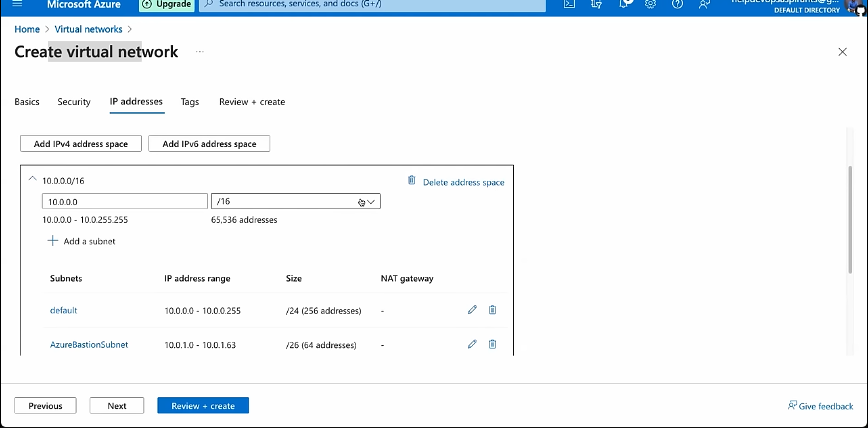 Microsoft Azure Upgrade Search resources, services, and docs (G+/)
DEFAULT DIRECTORY
Home > Virtual networks >
Create virtual network ...
Basics Security IP addresses Tags Review + create
Add IPv4 address space Add IPv6 address space
10.0.0.0/16 Delete address space
10.0.0.0 /16
10.0.0.0 - 10.0.255.255 65,536 addresses
Add a subnet
Subnets IP address range Size NAT gateway
default 10.0.0.0 - 10.0.0.255 /24 (256 addresses) -
AzureBastionSubnet 10.0.1.0 - 10.0.1.63 /26 (64 addresses) -
Previous Next Review + create Give feedback